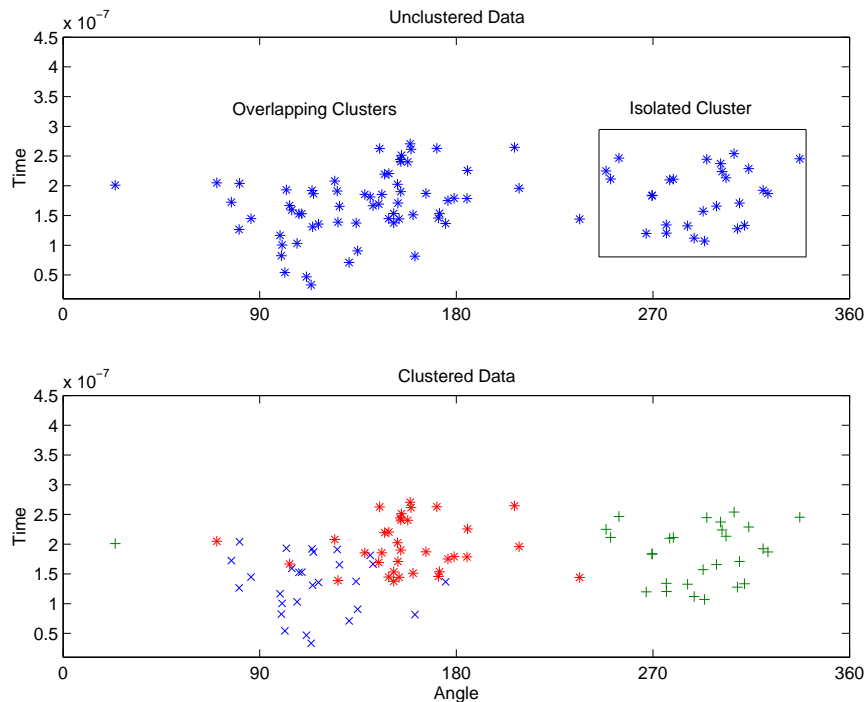 Unclustered Data
x 10⁻⁷
4.5
4
3.5
3
2.5
2
1.5
1
0.5
Time
Overlapping Clusters
Isolated Cluster
0 90 180 270 360
Clustered Data
x 10⁻⁷
4.5
4
3.5
3
2.5
2
1.5
1
0.5
Time
0 90 180 270 360
Angle